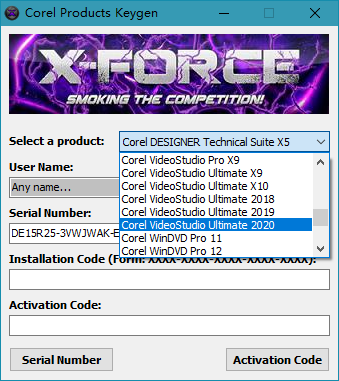 Corel Products Keygen
X-FORCE
SMOKING THE COMPETITION!
Select a product:
Corel DESIGNER Technical Suite X5
Corel VideoStudio Pro X9
Corel VideoStudio Ultimate X9
Corel VideoStudio Ultimate X10
Corel VideoStudio Ultimate 2018
Corel VideoStudio Ultimate 2019
Corel VideoStudio Ultimate 2020
Corel WinDVD Pro 11
Corel WinDVD Pro 12
User Name:
Any name...
Serial Number:
DE15R25-3VWJWAK-E
Installation Code (Form: XXXX-XXXX-XXXX-XXXX-XXXX):
Activation Code:
Serial Number
Activation Code